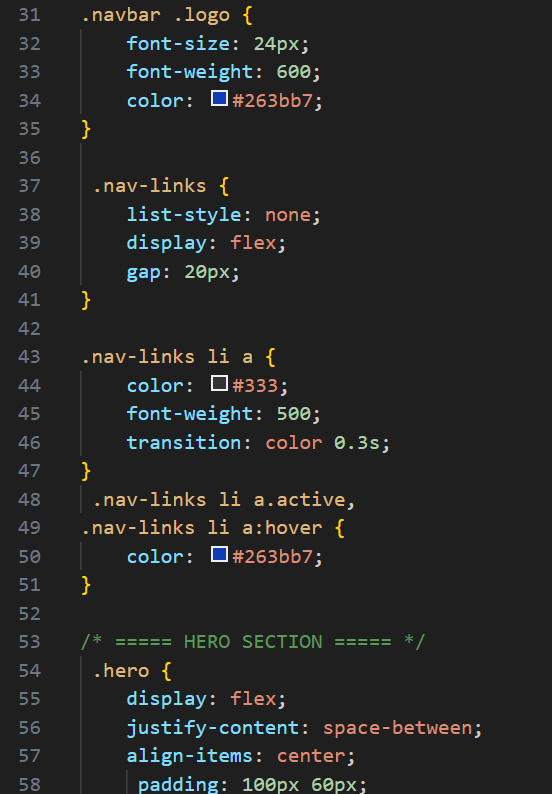 31 .navbar .logo {
32     font-size: 24px;
33     font-weight: 600;
34     color: #263bb7;
35 }
36
37  .nav-links {
38     list-style: none;
39     display: flex;
40     gap: 20px;
41 }
42
43 .nav-links li a {
44     color: #333;
45     font-weight: 500;
46     transition: color 0.3s;
47 }
48  .nav-links li a.active,
49 .nav-links li a:hover {
50     color: #263bb7;
51 }
52
53 /* ===== HERO SECTION ===== */
54  .hero {
55     display: flex;
56     justify-content: space-between;
57     align-items: center;
58      padding: 100px 60px;